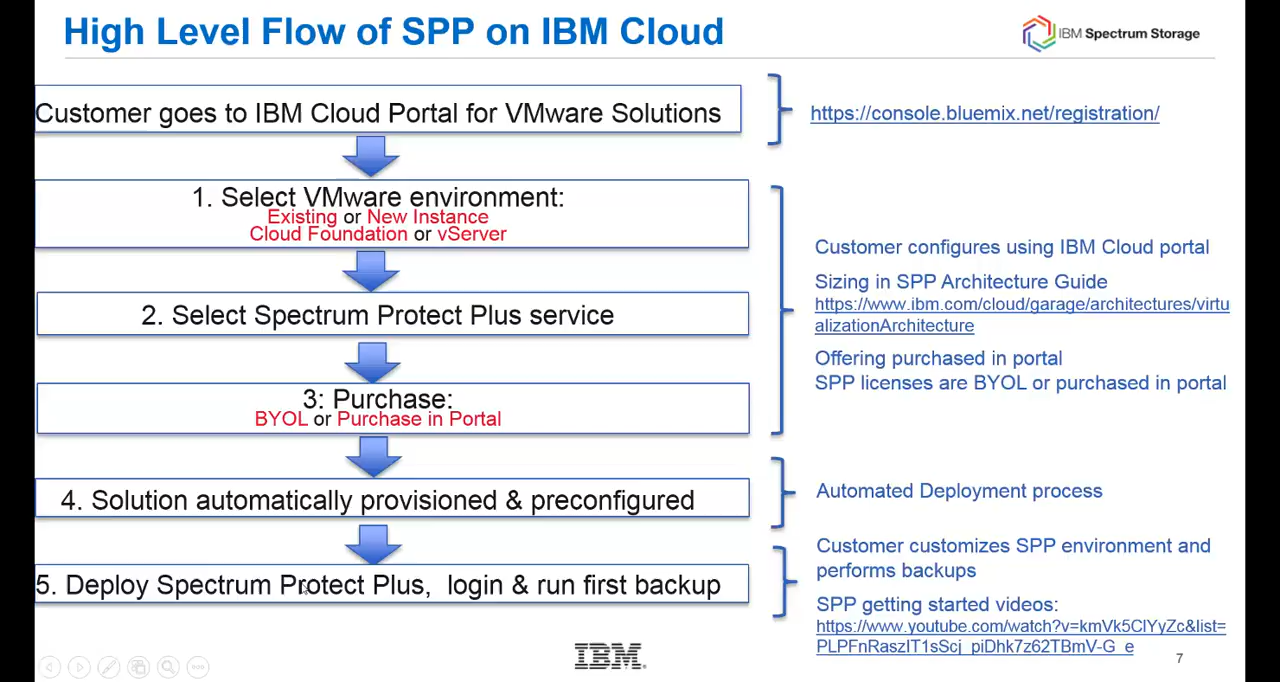 High Level Flow of SPP on IBM Cloud
IBM Spectrum Storage
Customer goes to IBM Cloud Portal for VMware Solutions
https://console.bluemix.net/registration/
1. Select VMware environment:
Existing or New Instance
Cloud Foundation or vServer
2. Select Spectrum Protect Plus service
3: Purchase:
BYOL or Purchase in Portal
Customer configures using IBM Cloud portal
Sizing in SPP Architecture Guide
https://www.ibm.com/cloud/garage/architectures/virtu
alizationArchitecture
Offering purchased in portal
SPP licenses are BYOL or purchased in portal
4. Solution automatically provisioned & preconfigured
Automated Deployment process
5. Deploy Spectrum Protect Plus, login & run first backup
Customer customizes SPP environment and
performs backups
SPP getting started videos:
https://www.youtube.com/watch?v=kmVk5ClYyZc&list=
PLPFnRaszIT1sScj_piDhk7z62TBmV-G_e
IBM.
7